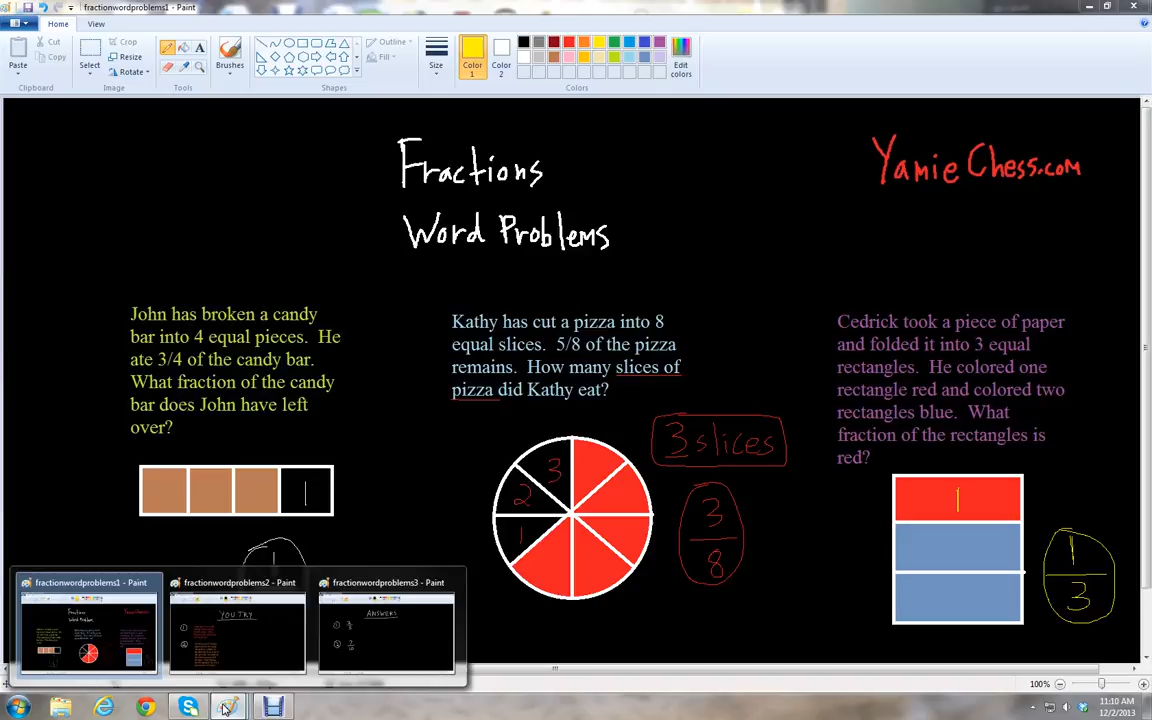 fractionwordproblems1 - Paint
Home View
Cut
Copy
Paste
Clipboard
Crop
Resize
Rotate
Select
Image
Tools
Brushes
Outline
Fill
Shapes
Size
Color 1
Color 2
Edit colors
Colors
Fractions
Word Problems
YamieChess.com
John has broken a candy
bar into 4 equal pieces. He
ate 3/4 of the candy bar.
What fraction of the candy
bar does John have left
over?
1
1
Kathy has cut a pizza into 8
equal slices. 5/8 of the pizza
remains. How many slices of
pizza did Kathy eat?
3 slices
3
2
1
3
8
Cedrick took a piece of paper
and folded it into 3 equal
rectangles. He colored one
rectangle red and colored two
rectangles blue. What
fraction of the rectangles is
red?
1
1
3
fractionwordproblems1 - Paint
fractionwordproblems2 - Paint
fractionwordproblems3 - Paint
Fractions
YOU TRY
ANSWERS
100%
11:10 AM
12/2/2013